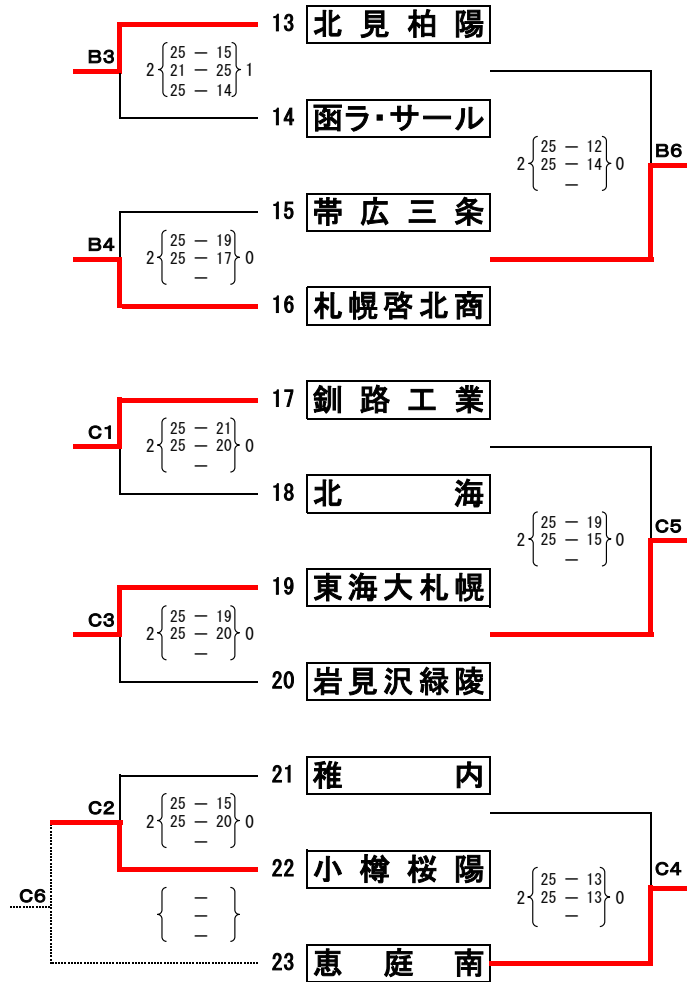 13 北見柏陽
B3
25 － 15
2 21 － 25 1
25 － 14
14 函ラ・サール
25 － 12
2 25 － 14 0
－
B6
15 帯広三条
B4
25 － 19
2 25 － 17 0
－
16 札幌啓北商
17 釧路工業
C1
25 － 21
2 25 － 20 0
－
18 北海
25 － 19
2 25 － 15 0
－
C5
19 東海大札幌
C3
25 － 19
2 25 － 20 0
－
20 岩見沢緑陵
21 稚内
C2
25 － 15
2 25 － 20 0
－
22 小樽桜陽
25 － 13
2 25 － 13 0
－
C4
C6
－
－
－
23 恵庭南